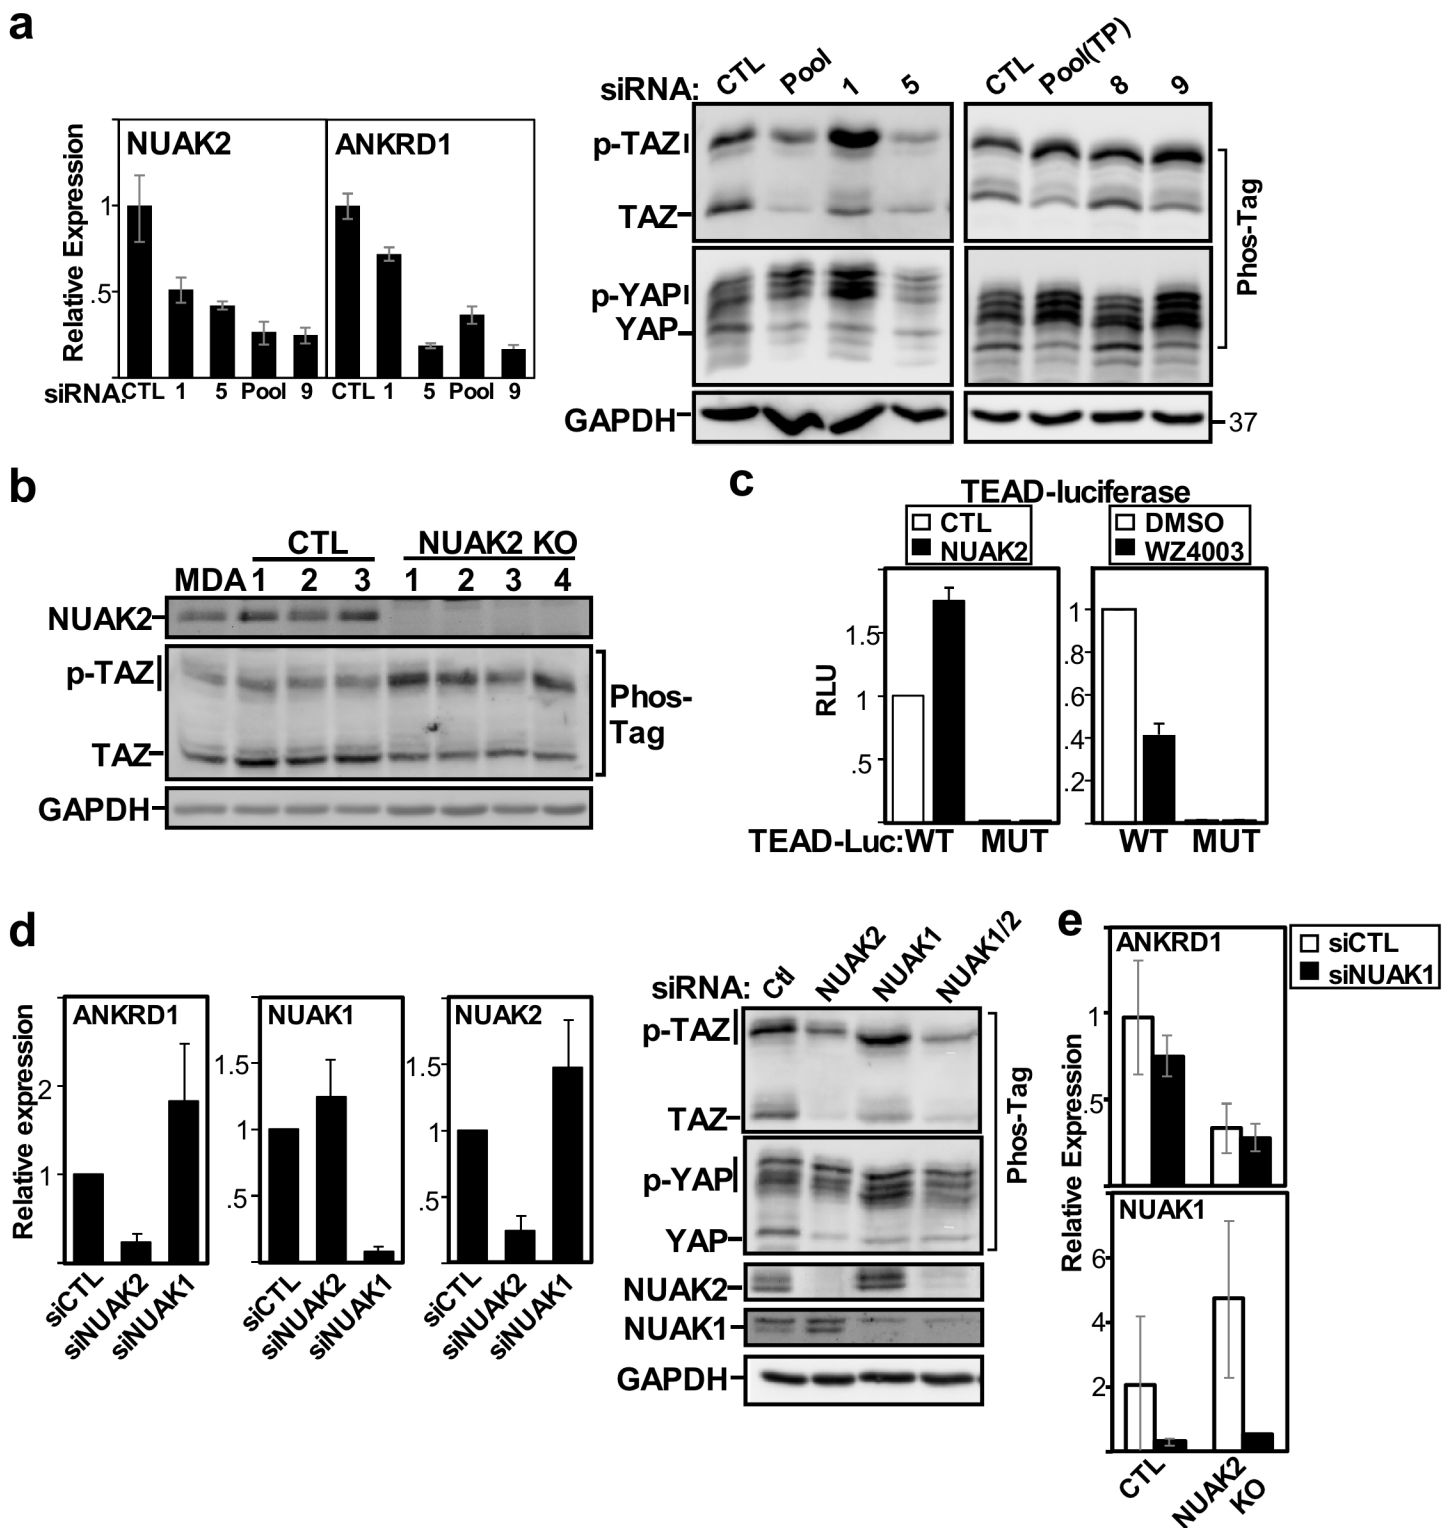 a
NUAK2
ANKRD1
Relative Expression
1
.5
siRNA: CTL 1 5 Pool 9 CTL 1 5 Pool 9
siRNA: CTL Pool 1 5 CTL Pool(TP) 8 9
p-TAZ
TAZ
p-YAP
YAP
GAPDH
37
Phos-Tag
b
CTL NUAK2 KO
MDA 1 2 3 1 2 3 4
NUAK2
p-TAZ
TAZ
GAPDH
Phos-
Tag
c
TEAD-luciferase
CTL
NUAK2
DMSO
WZ4003
RLU
1.5
1
.5
1
.8
.6
.4
.2
TEAD-Luc: WT MUT WT MUT
d
Relative expression
ANKRD1
2
1
siCTL
siNUAK2
siNUAK1
NUAK1
1.5
1
.5
siCTL
siNUAK2
siNUAK1
NUAK2
1.5
1
.5
siCTL
siNUAK2
siNUAK1
siRNA: Ctl NUAK2 NUAK1 NUAK1/2
p-TAZ
TAZ
p-YAP
YAP
NUAK2
NUAK1
GAPDH
Phos-Tag
e
siCTL
siNUAK1
Relative Expression
ANKRD1
1
.5
NUAK1
6
4
2
CTL
NUAK2
KO